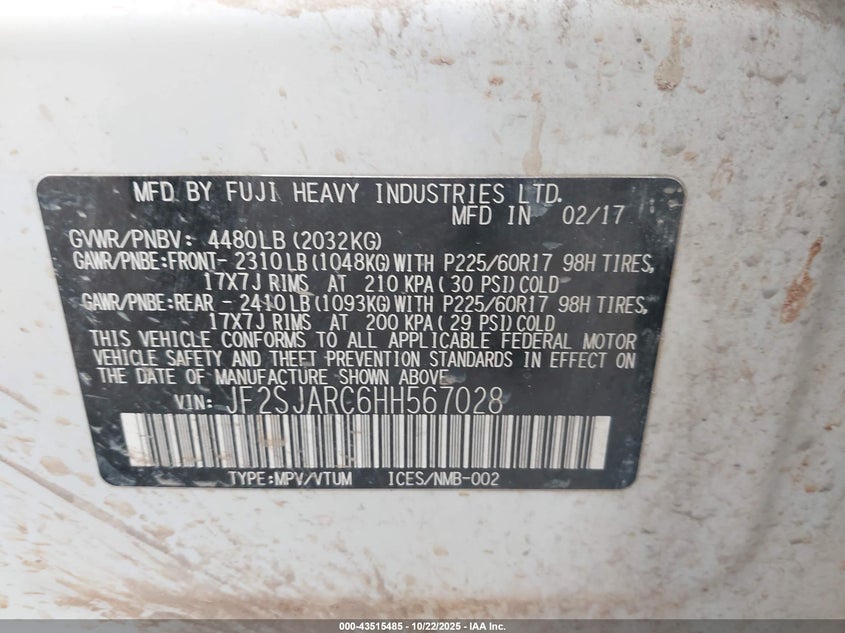 MFD BY FUJI HEAVY INDUSTRIES LTD.
MFD IN 02/17
GVWR/PNBV: 4480LB(2032KG)
GAWR/PNBE:FRONT- 2310LB(1048KG)WITH P225/60R17 98H TIRES,
17X7J RIMS AT 210 KPA( 30 PSI)COLD
GAWR/PNBE:REAR - 2410LB(1093KG)WITH P225/60R17 98H TIRES,
17X7J RIMS AT 200 KPA( 29 PSI)COLD
THIS VEHICLE CONFORMS TO ALL APPLICABLE FEDERAL MOTOR
VEHICLE SAFETY AND THEFT PREVENTION STANDARDS IN EFFECT ON
THE DATE OF MANUFACTURE SHOWN ABOVE.
VIN: JF2SJARC6HH567028
TYPE:MPV/VTUM ICES/NMB-002
000-43515485 - 10/22/2025 - IAA Inc.